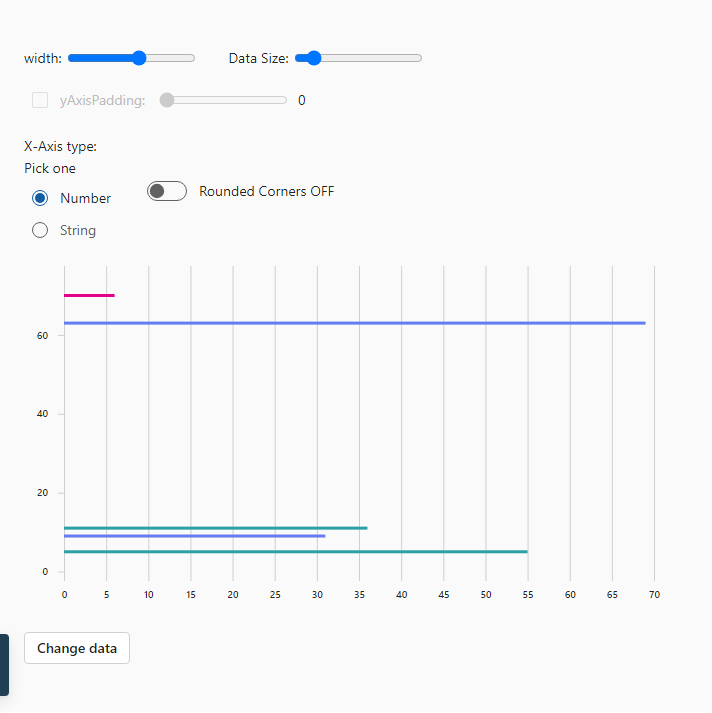 width: Data Size:
yAxisPadding: 0
X-Axis type:
Pick one
Number
Rounded Corners OFF
String
60
40
20
0
0 5 10 15 20 25 30 35 40 45 50 55 60 65 70
Change data